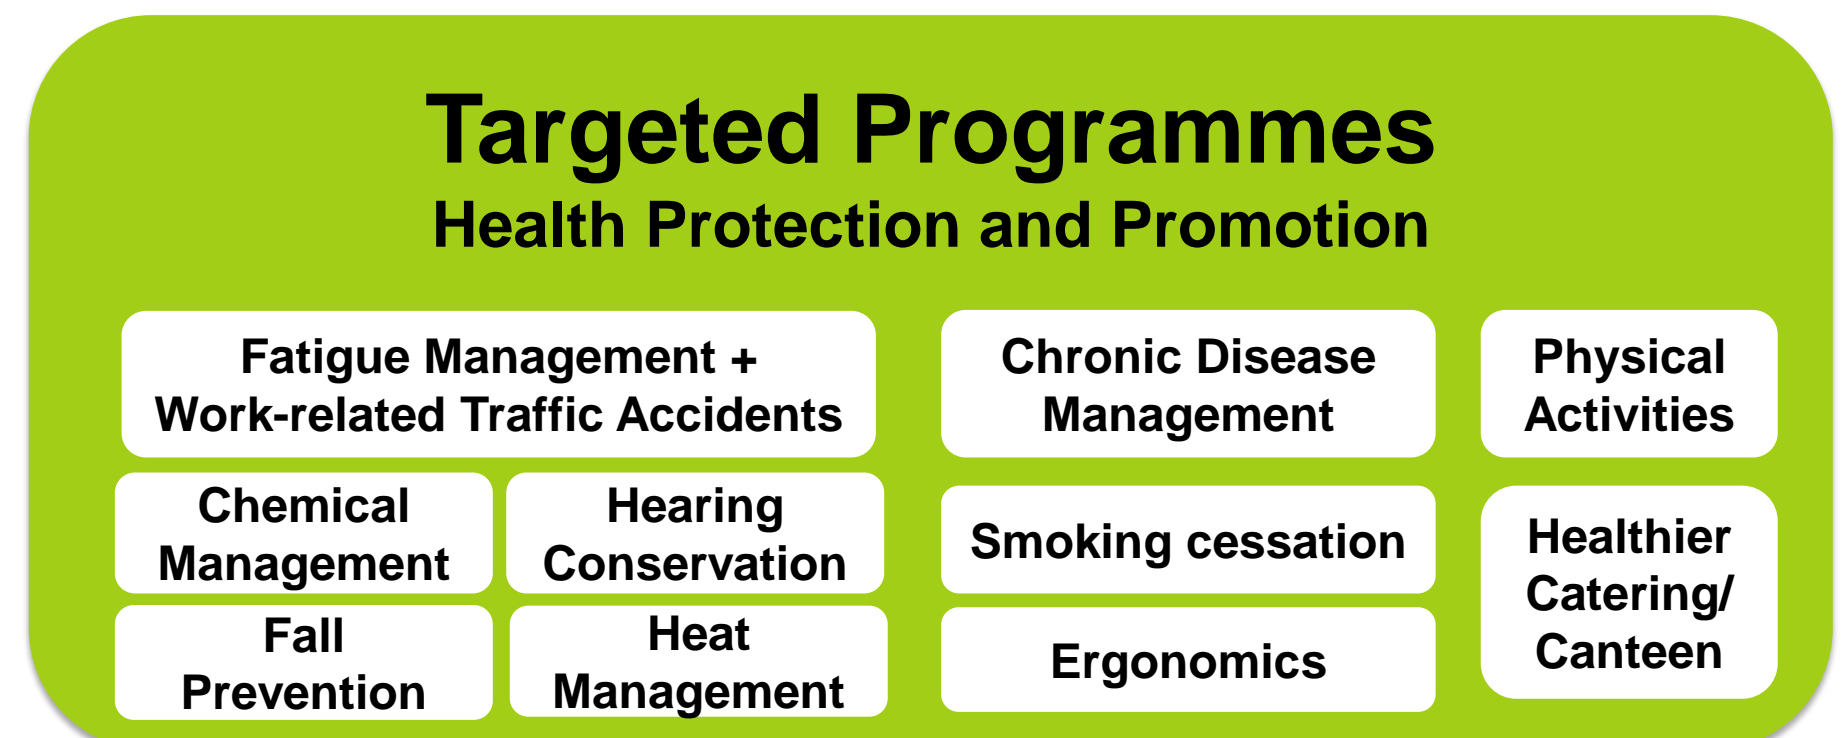 Targeted Programmes
Health Protection and Promotion
Fatigue Management +
Work-related Traffic Accidents
Chronic Disease
Management
Physical
Activities
Chemical
Management
Hearing
Conservation
Smoking cessation
Healthier
Catering/
Canteen
Fall
Prevention
Heat
Management
Ergonomics